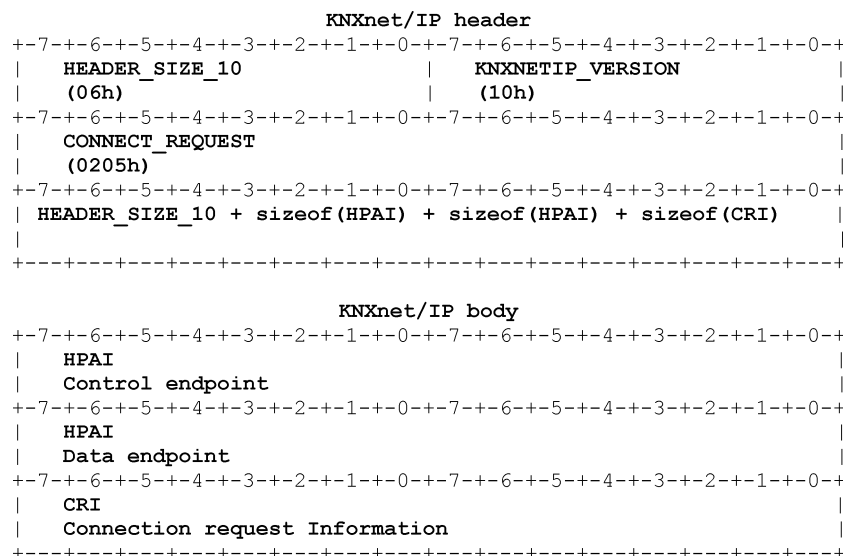 KNXnet/IP header
+-7-+-6-+-5-+-4-+-3-+-2-+-1-+-0-+-7-+-6-+-5-+-4-+-3-+-2-+-1-+-0-+
| HEADER_SIZE_10 | KNXNETIP_VERSION |
| (06h) | (10h) |
+-7-+-6-+-5-+-4-+-3-+-2-+-1-+-0-+-7-+-6-+-5-+-4-+-3-+-2-+-1-+-0-+
| CONNECT_REQUEST |
| (0205h) |
+-7-+-6-+-5-+-4-+-3-+-2-+-1-+-0-+-7-+-6-+-5-+-4-+-3-+-2-+-1-+-0-+
| HEADER_SIZE_10 + sizeof(HPAI) + sizeof(HPAI) + sizeof(CRI) |
| |
+---+---+---+---+---+---+---+---+---+---+---+---+---+---+---+---+
KNXnet/IP body
+-7-+-6-+-5-+-4-+-3-+-2-+-1-+-0-+-7-+-6-+-5-+-4-+-3-+-2-+-1-+-0-+
| HPAI |
| Control endpoint |
+-7-+-6-+-5-+-4-+-3-+-2-+-1-+-0-+-7-+-6-+-5-+-4-+-3-+-2-+-1-+-0-+
| HPAI |
| Data endpoint |
+-7-+-6-+-5-+-4-+-3-+-2-+-1-+-0-+-7-+-6-+-5-+-4-+-3-+-2-+-1-+-0-+
| CRI |
| Connection request Information |
+---+---+---+---+---+---+---+---+---+---+---+---+---+---+---+---+